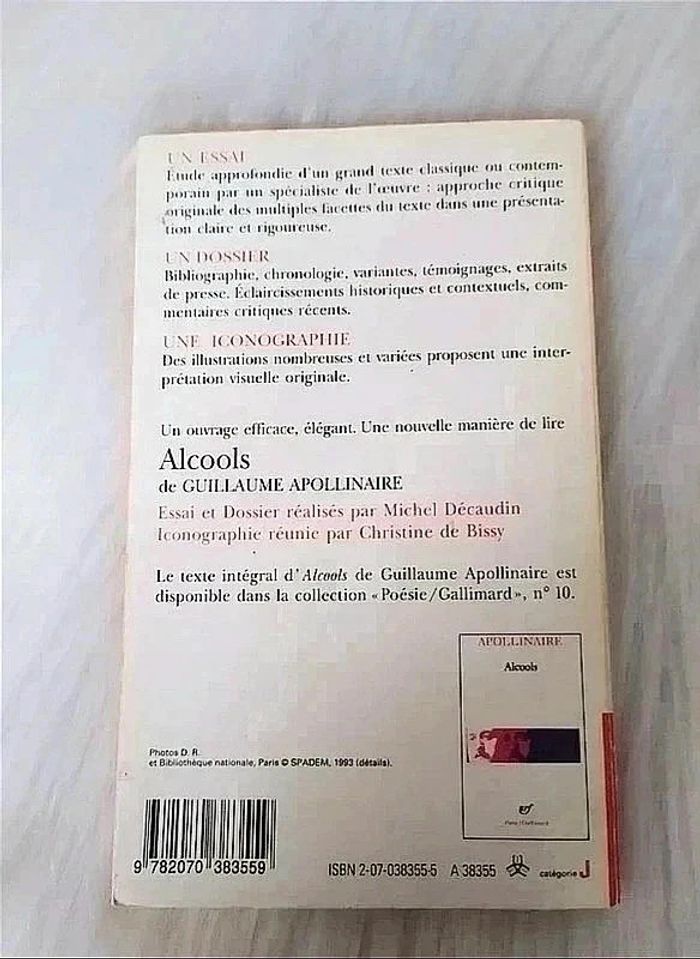 UN ESSAI
Étude approfondie d'un grand texte classique ou contem-
porain par un spécialiste de l'œuvre : approche critique
originale des multiples facettes du texte dans une présenta-
tion claire et rigoureuse.
UN DOSSIER
Bibliographie, chronologie, variantes, témoignages, extraits
de presse. Éclaircissements historiques et contextuels, com-
mentaires critiques récents.
UNE ICONOGRAPHIE
Des illustrations nombreuses et variées proposent une inter-
prétation visuelle originale.
Un ouvrage efficace, élégant. Une nouvelle manière de lire
Alcools
de GUILLAUME APOLLINAIRE
Essai et Dossier réalisés par Michel Décaudin
Iconographie réunie par Christine de Bissy
Le texte intégral d'Alcools de Guillaume Apollinaire est
disponible dans la collection «Poésie/Gallimard», n° 10.
APOLLINAIRE
Alcools
nrf
Poésie/Gallimard
Photos D. R.
et Bibliothèque nationale, Paris © SPADEM, 1993 (détails).
9 782070 383559
ISBN 2-07-038355-5 A 38355 catégorie J